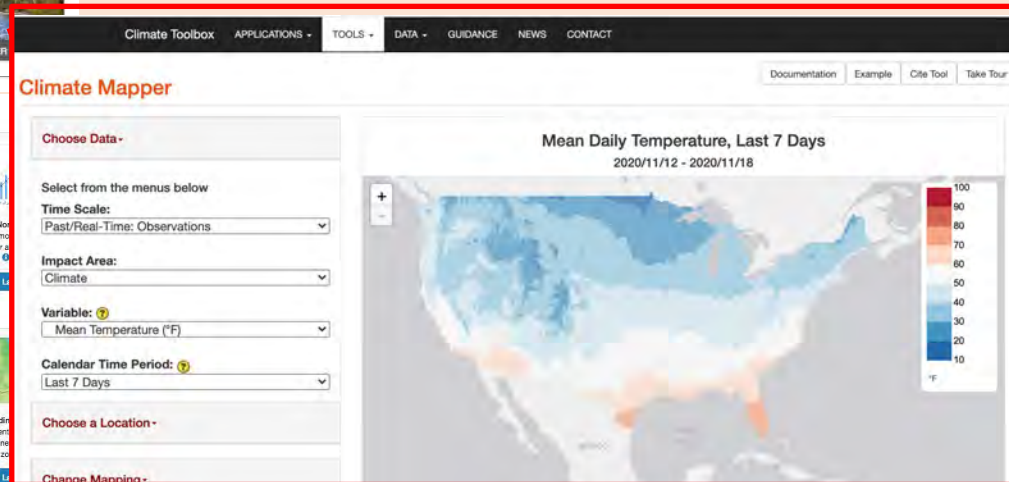 Climate Toolbox APPLICATIONS TOOLS DATA GUIDANCE NEWS CONTACT
Documentation Example Cite Tool Take Tour
Climate Mapper
Choose Data
Select from the menus below
Time Scale:
Past/Real-Time: Observations
Impact Area:
Climate
Variable: ?
Mean Temperature (°F)
Calendar Time Period: ?
Last 7 Days
Choose a Location
Change Mapping
Mean Daily Temperature, Last 7 Days
2020/11/12 - 2020/11/18
+
-
100
90
80
70
60
50
40
30
20
10
°F